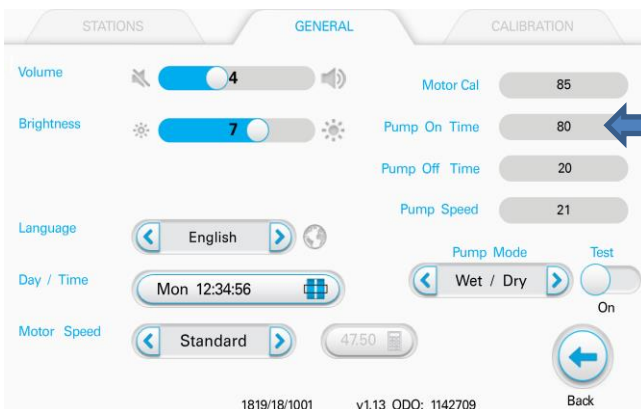 STATIONS GENERAL CALIBRATION
Volume 4 Motor Cal 85
Brightness 7 Pump On Time 80
Pump Off Time 20
Pump Speed 21
Language English
Pump Mode Test
Day / Time Mon 12:34:56 Wet / Dry
On
Motor Speed Standard 47.50
1819/18/1001 v1.13 ODO: 1142709 Back